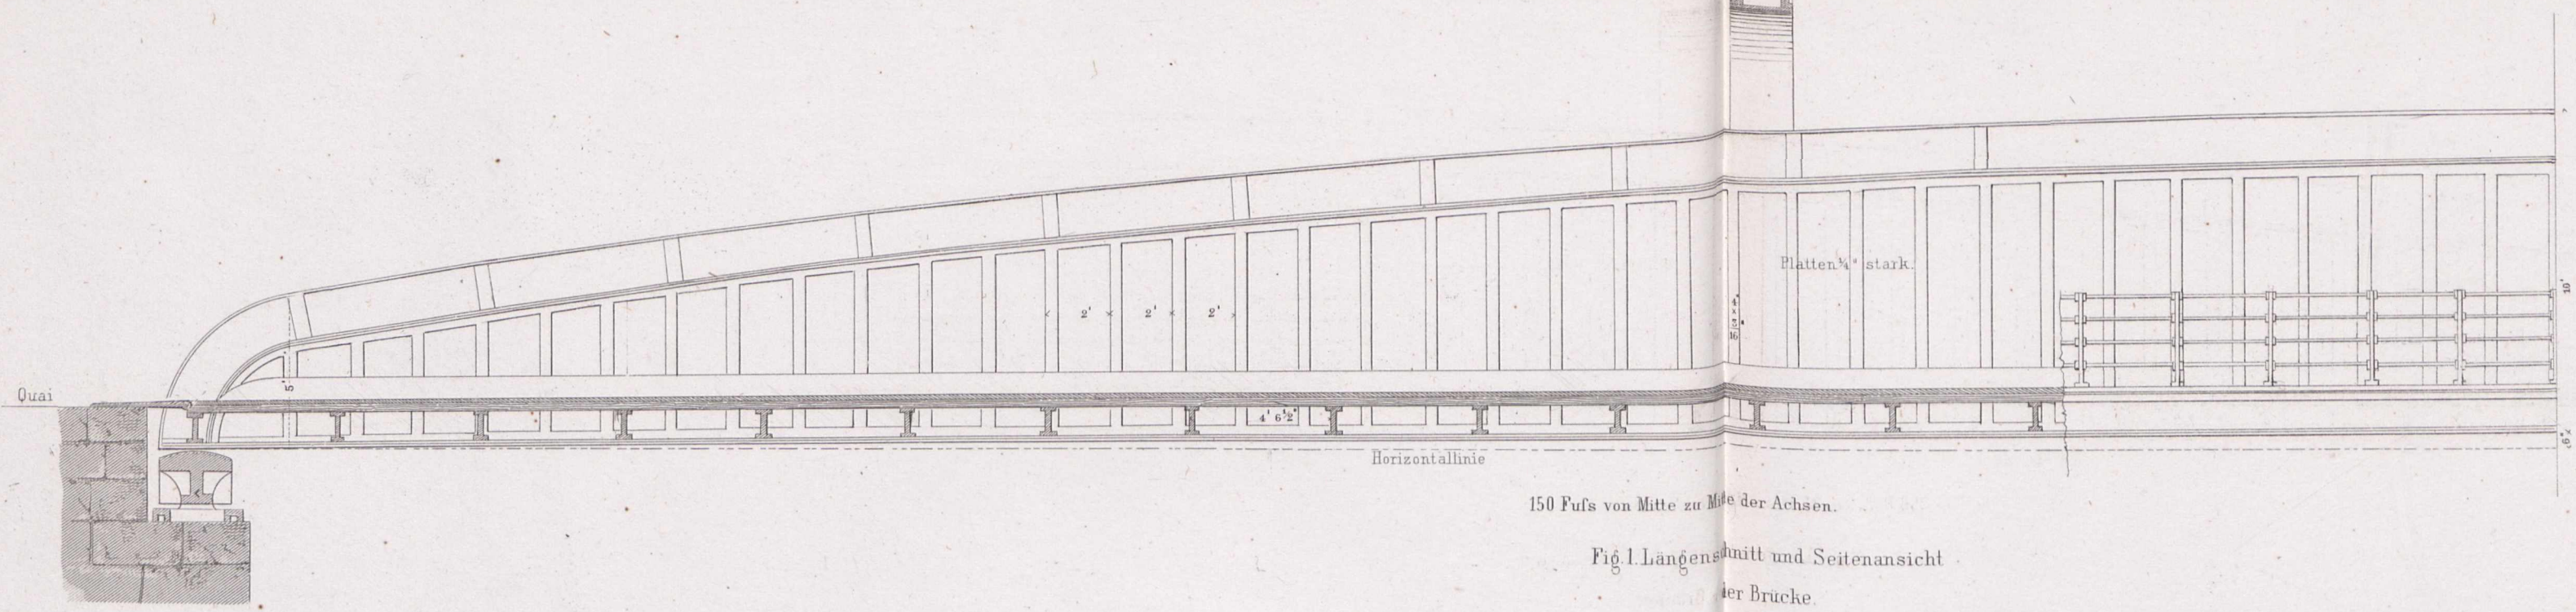 Platten ¼" stark.
10'
2' 2' 2'
5'
Quai
4' 6½"
Horizontallinie
150 Fuſs von Mitte zu Mitte der Achsen.
Fig. 1. Längenschnitt und Seitenansicht
der Brücke.